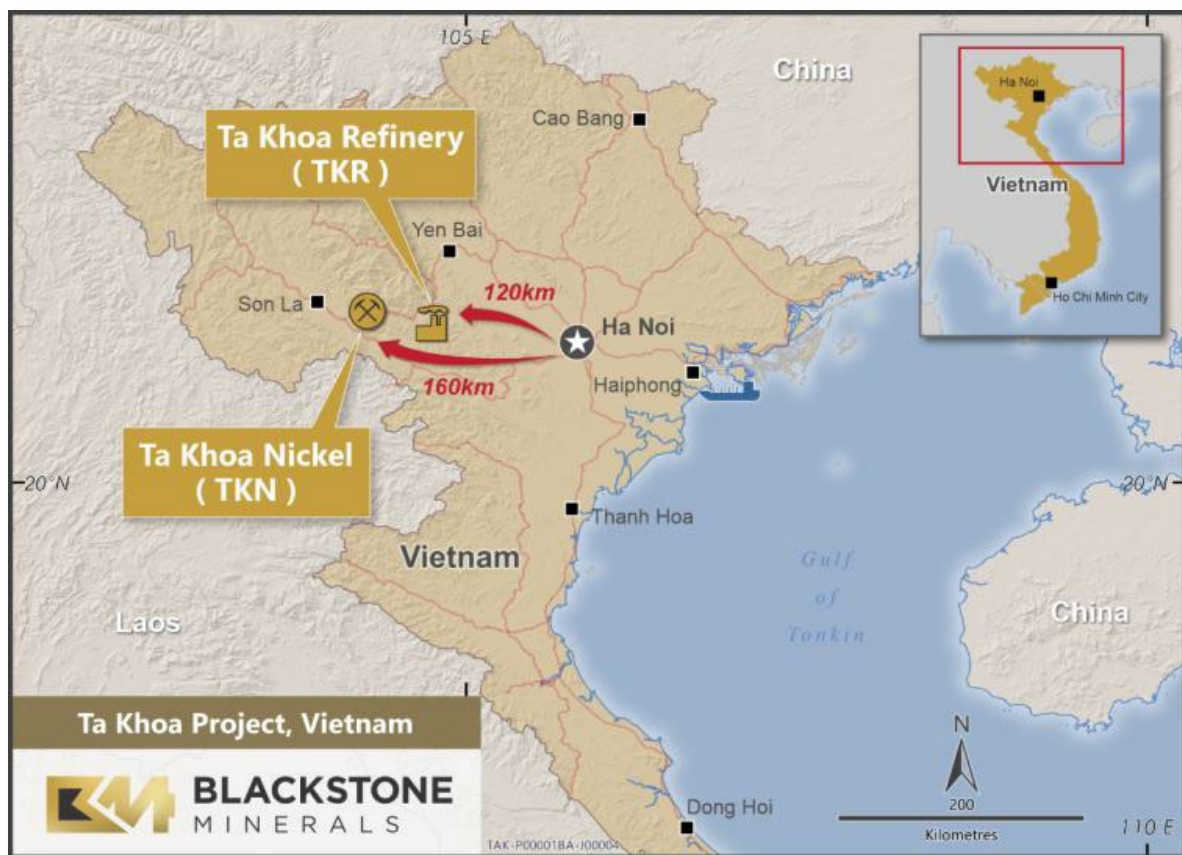 105 E
China
Cao Bang
Ha Noi
Vietnam
Ho Chi Minh City
Ta Khoa Refinery
( TKR )
Yen Bai
Son La
120km
Ha Noi
160km
Haiphong
Ta Khoa Nickel
( TKN )
20°N
20°N
Thanh Hoa
Vietnam
Gulf
of
Tonkin
Laos
China
Ta Khoa Project, Vietnam
BLACKSTONE
MINERALS
N
200
Kilometres
Dong Hoi
110 E
TAK-P00001BA-J00004